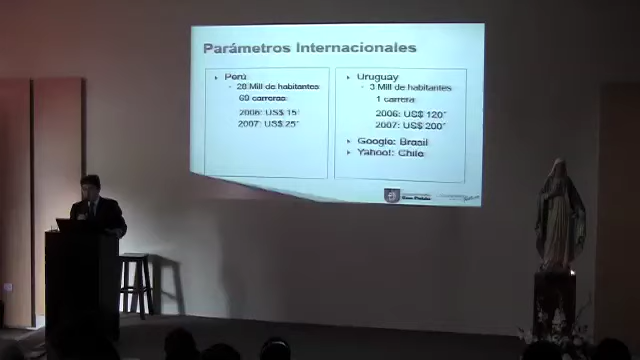 Parámetros Internacionales
Perú
28 Mill de habitantes
69 carreras
2006: US$ 15"
2007: US$ 25"
Uruguay
3 Mill de habitantes
1 carrera
2006: US$ 120"
2007: US$ 200"
Google: Brasil
Yahoo!: Chile